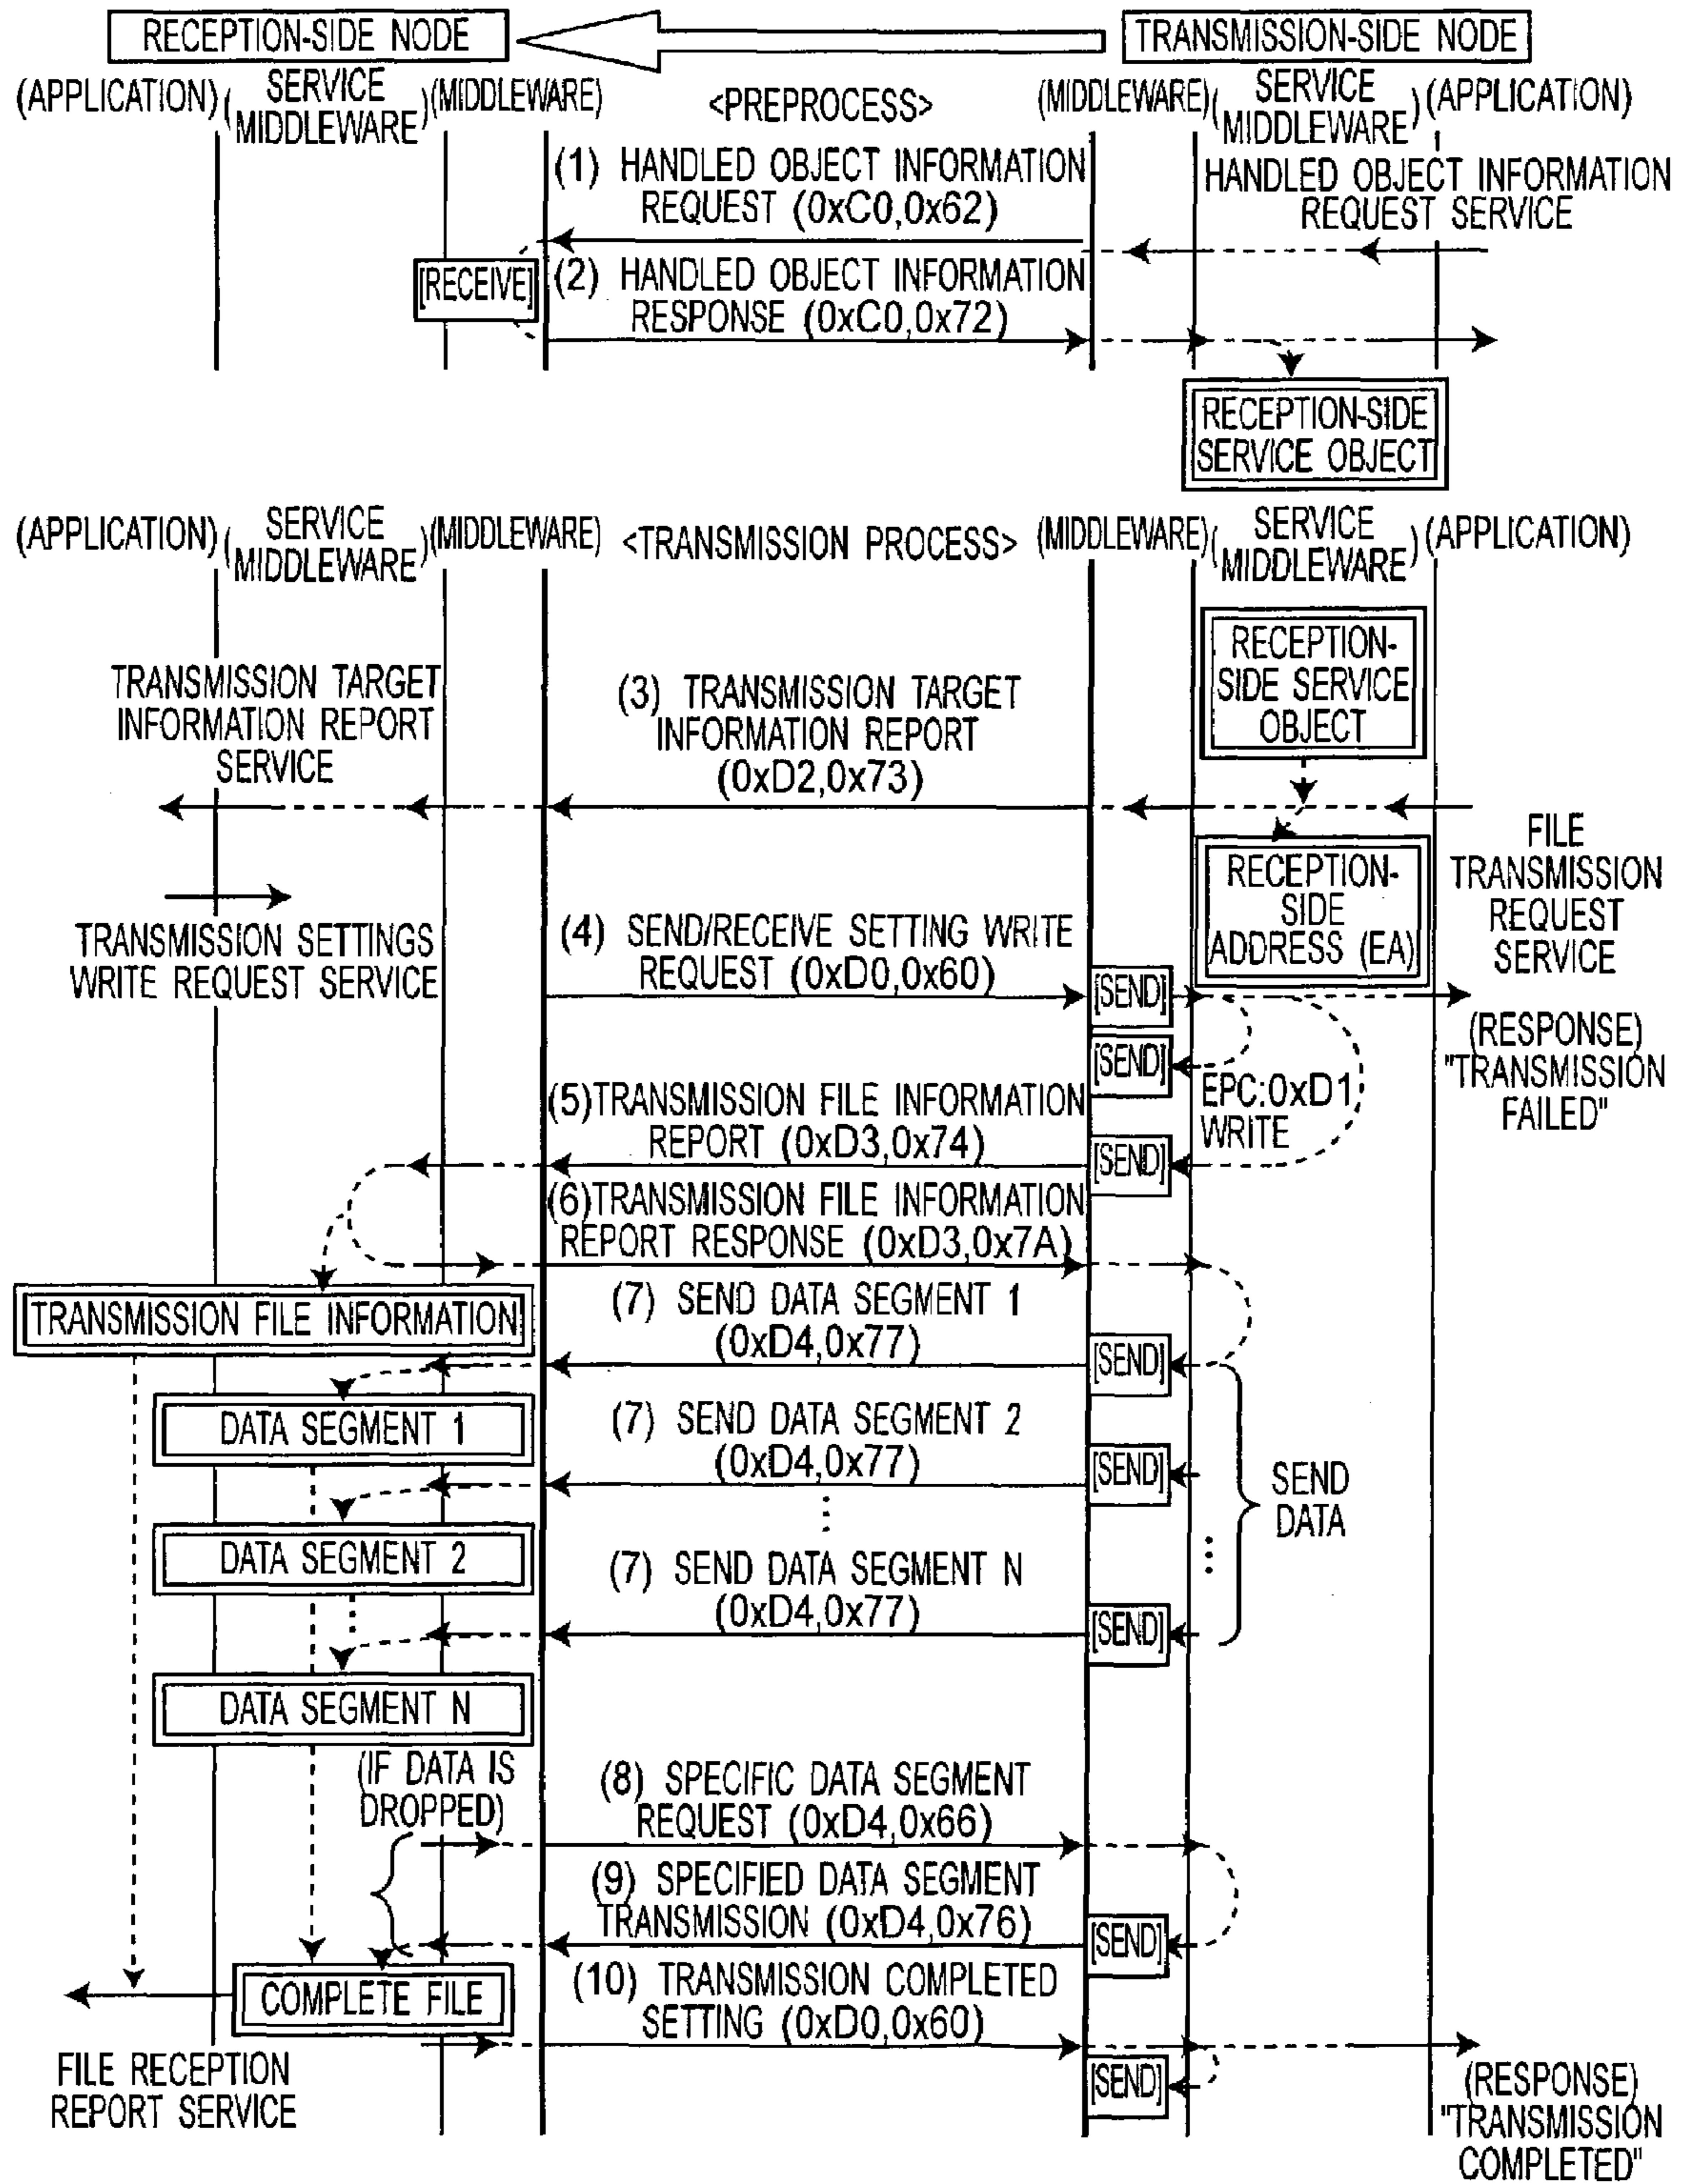 RECEPTION-SIDE NODE
TRANSMISSION-SIDE NODE
(APPLICATION)
(SERVICE
MIDDLEWARE)
(MIDDLEWARE)
<PREPROCESS>
(MIDDLEWARE)
(SERVICE
MIDDLEWARE)
(APPLICATION)
(1) HANDLED OBJECT INFORMATION
REQUEST (0xC0,0x62)
HANDLED OBJECT INFORMATION
REQUEST SERVICE
[RECEIVE]
(2) HANDLED OBJECT INFORMATION
RESPONSE (0xC0,0x72)
RECEPTION-SIDE
SERVICE OBJECT
(APPLICATION)
(SERVICE
MIDDLEWARE)
(MIDDLEWARE)
<TRANSMISSION PROCESS>
(MIDDLEWARE)
(SERVICE
MIDDLEWARE)
(APPLICATION)
RECEPTION-
SIDE SERVICE
OBJECT
TRANSMISSION TARGET
INFORMATION REPORT
SERVICE
(3) TRANSMISSION TARGET
INFORMATION REPORT
(0xD2,0x73)
RECEPTION-
SIDE
ADDRESS (EA)
FILE
TRANSMISSION
REQUEST
SERVICE
TRANSMISSION SETTINGS
WRITE REQUEST SERVICE
(4) SEND/RECEIVE SETTING WRITE
REQUEST (0xD0,0x60)
[SEND]
(RESPONSE)
"TRANSMISSION
FAILED"
[SEND]
EPC:0xD1
WRITE
(5)TRANSMISSION FILE INFORMATION
REPORT (0xD3,0x74)
[SEND]
(6)TRANSMISSION FILE INFORMATION
REPORT RESPONSE (0xD3,0x7A)
TRANSMISSION FILE INFORMATION
(7) SEND DATA SEGMENT 1
(0xD4,0x77)
[SEND]
DATA SEGMENT 1
(7) SEND DATA SEGMENT 2
(0xD4,0x77)
[SEND]
SEND
DATA
DATA SEGMENT 2
(7) SEND DATA SEGMENT N
(0xD4,0x77)
[SEND]
DATA SEGMENT N
(IF DATA IS
DROPPED)
(8) SPECIFIC DATA SEGMENT
REQUEST (0xD4,0x66)
(9) SPECIFIED DATA SEGMENT
TRANSMISSION (0xD4,0x76)
[SEND]
COMPLETE FILE
(10) TRANSMISSION COMPLETED
SETTING (0xD0,0x60)
FILE RECEPTION
REPORT SERVICE
[SEND]
(RESPONSE)
"TRANSMISSION
COMPLETED"